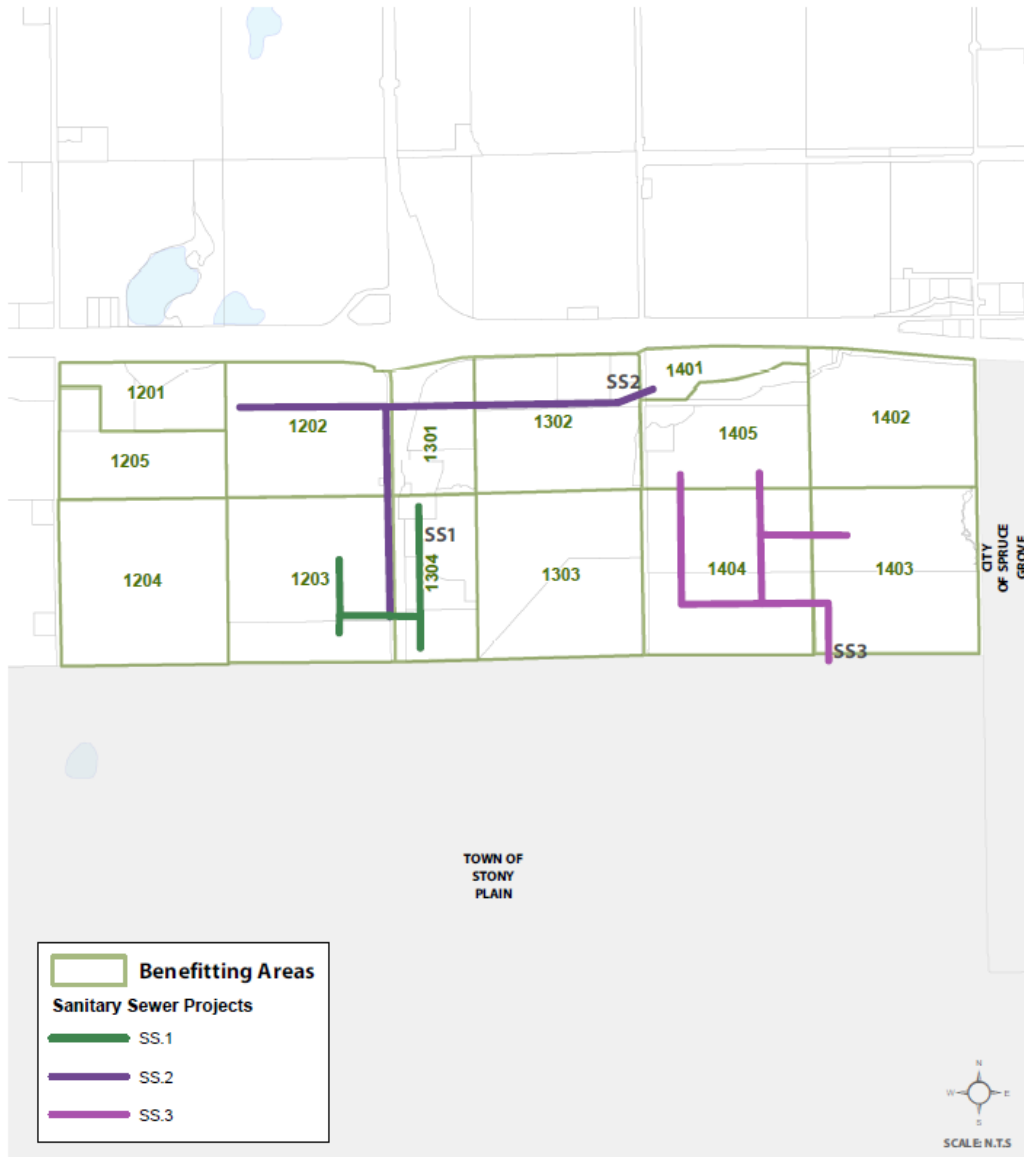 1201
1401
SS2
1402
1202
1302
1405
1301
1205
SS1
CITY
OF SPRUCE
GROVE
1204
1203
1304
1303
1404
1403
SS3
TOWN OF
STONY
PLAIN
Benefitting Areas
Sanitary Sewer Projects
SS.1
SS.2
SS.3
N
W
E
S
SCALE: N.T.S